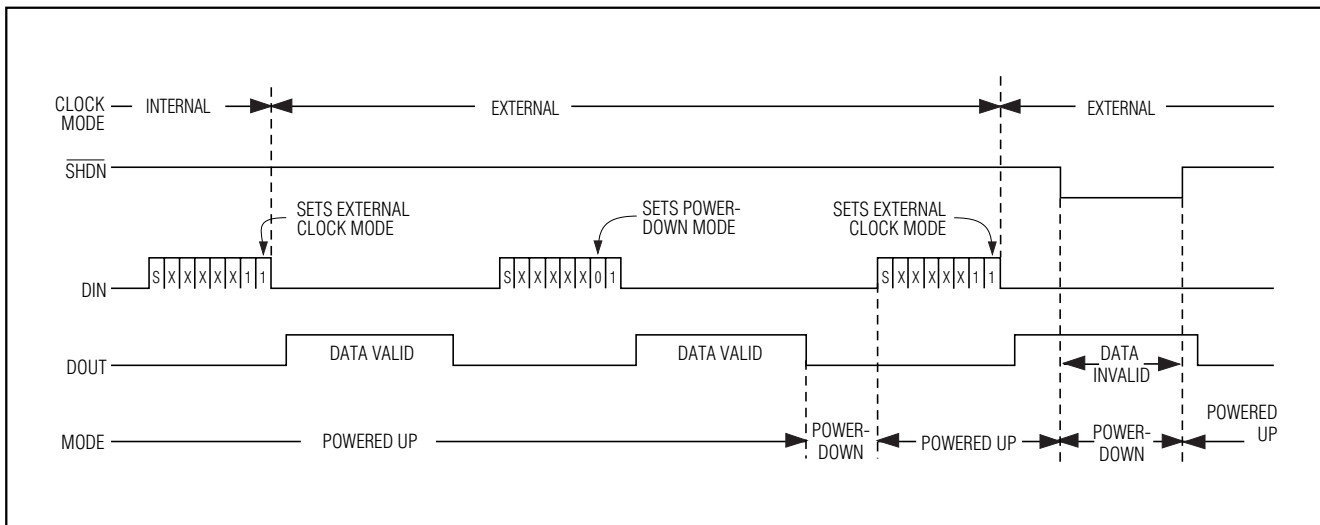 CLOCK MODE
INTERNAL
EXTERNAL
EXTERNAL
SHDN
SETS EXTERNAL
CLOCK MODE
SETS POWER-
DOWN MODE
SETS EXTERNAL
CLOCK MODE
DIN
S X X X X X 1 1
S X X X X X 0 1
S X X X X X 1 1
DOUT
DATA VALID
DATA VALID
DATA
INVALID
MODE
POWERED UP
POWER-
DOWN
POWERED UP
POWER-
DOWN
POWERED
UP